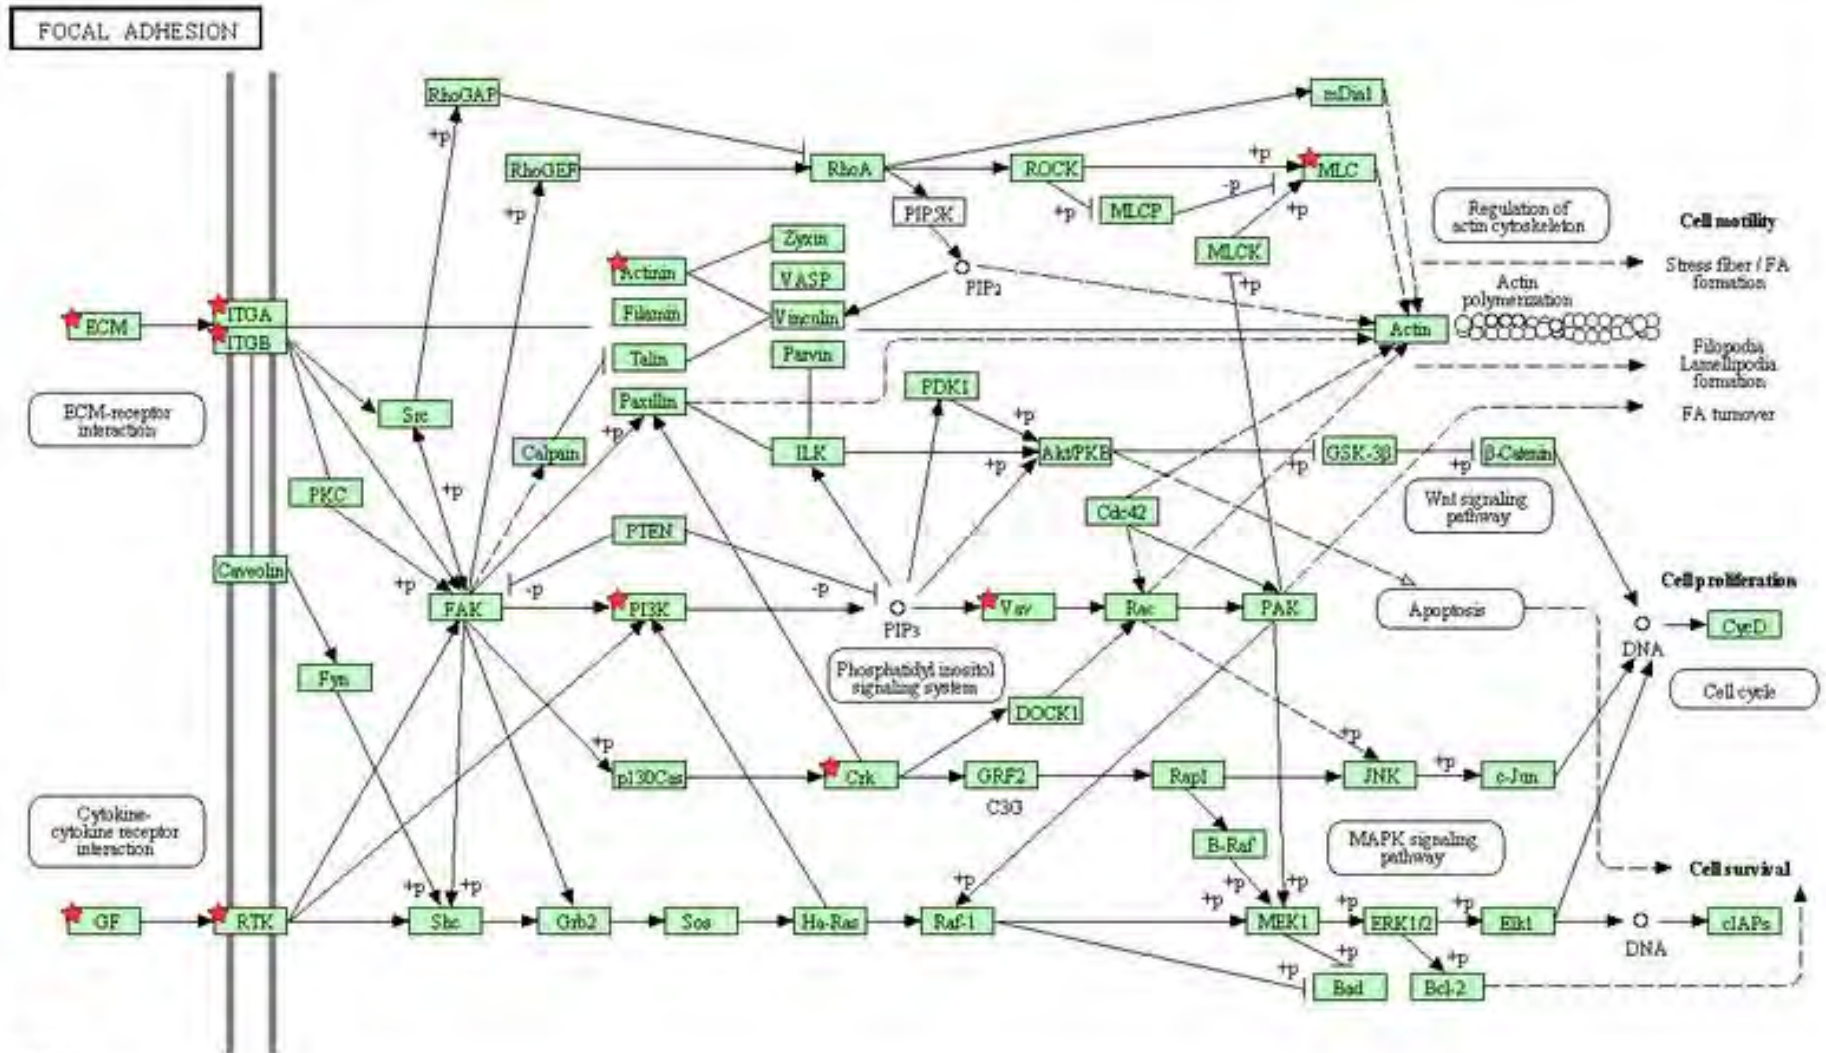 FOCAL ADHESION
RhoGAP
mDia1
+p
RhoGEF
RhoA
ROCK
+p
MLC
-p
+p
PIP5K
+p
MLCP
+p
Regulation of
actin cytoskeleton
Cell motility
Zyxin
MLCK
Actinin
VASP
PIP2
+p
Stress fiber / FA
formation
Actin
polymerization
ECM
ITGA
Filamin
Vinculin
Actin
ITGB
Talin
Parvin
Filopodia
Lamellipodia
formation
PDK1
Paxillin
ECM-receptor
interaction
Src
+p
+p
FA turnover
Calpain
ILK
Akt/PKB
GSK-3β
β-Catenin
+p
+p
+p
PKC
+p
Wnt signaling
pathway
Cdc42
PTEN
Caveolin
+p
-p
-p
Cell proliferation
FAK
PI3K
PIP3
Vav
Rac
PAK
Apoptosis
CycD
DNA
Fyn
Phosphatidyl inositol
signaling system
Cell cycle
DOCK1
+p
+p
p130Cas
Crk
GRF2
Rap1
JNK
+p
c-Jun
C3G
Cytokine-
cytokine receptor
interaction
B-Raf
MAPK signaling
pathway
Cell survival
+p
+p
+p
+p
+p
+p
+p
+p
GF
RTK
Shc
Grb2
Sos
Ha-Ras
Raf-1
MEK1
ERK1/2
Elk1
cIAPs
DNA
+p
+p
+p
Bad
Bcl-2